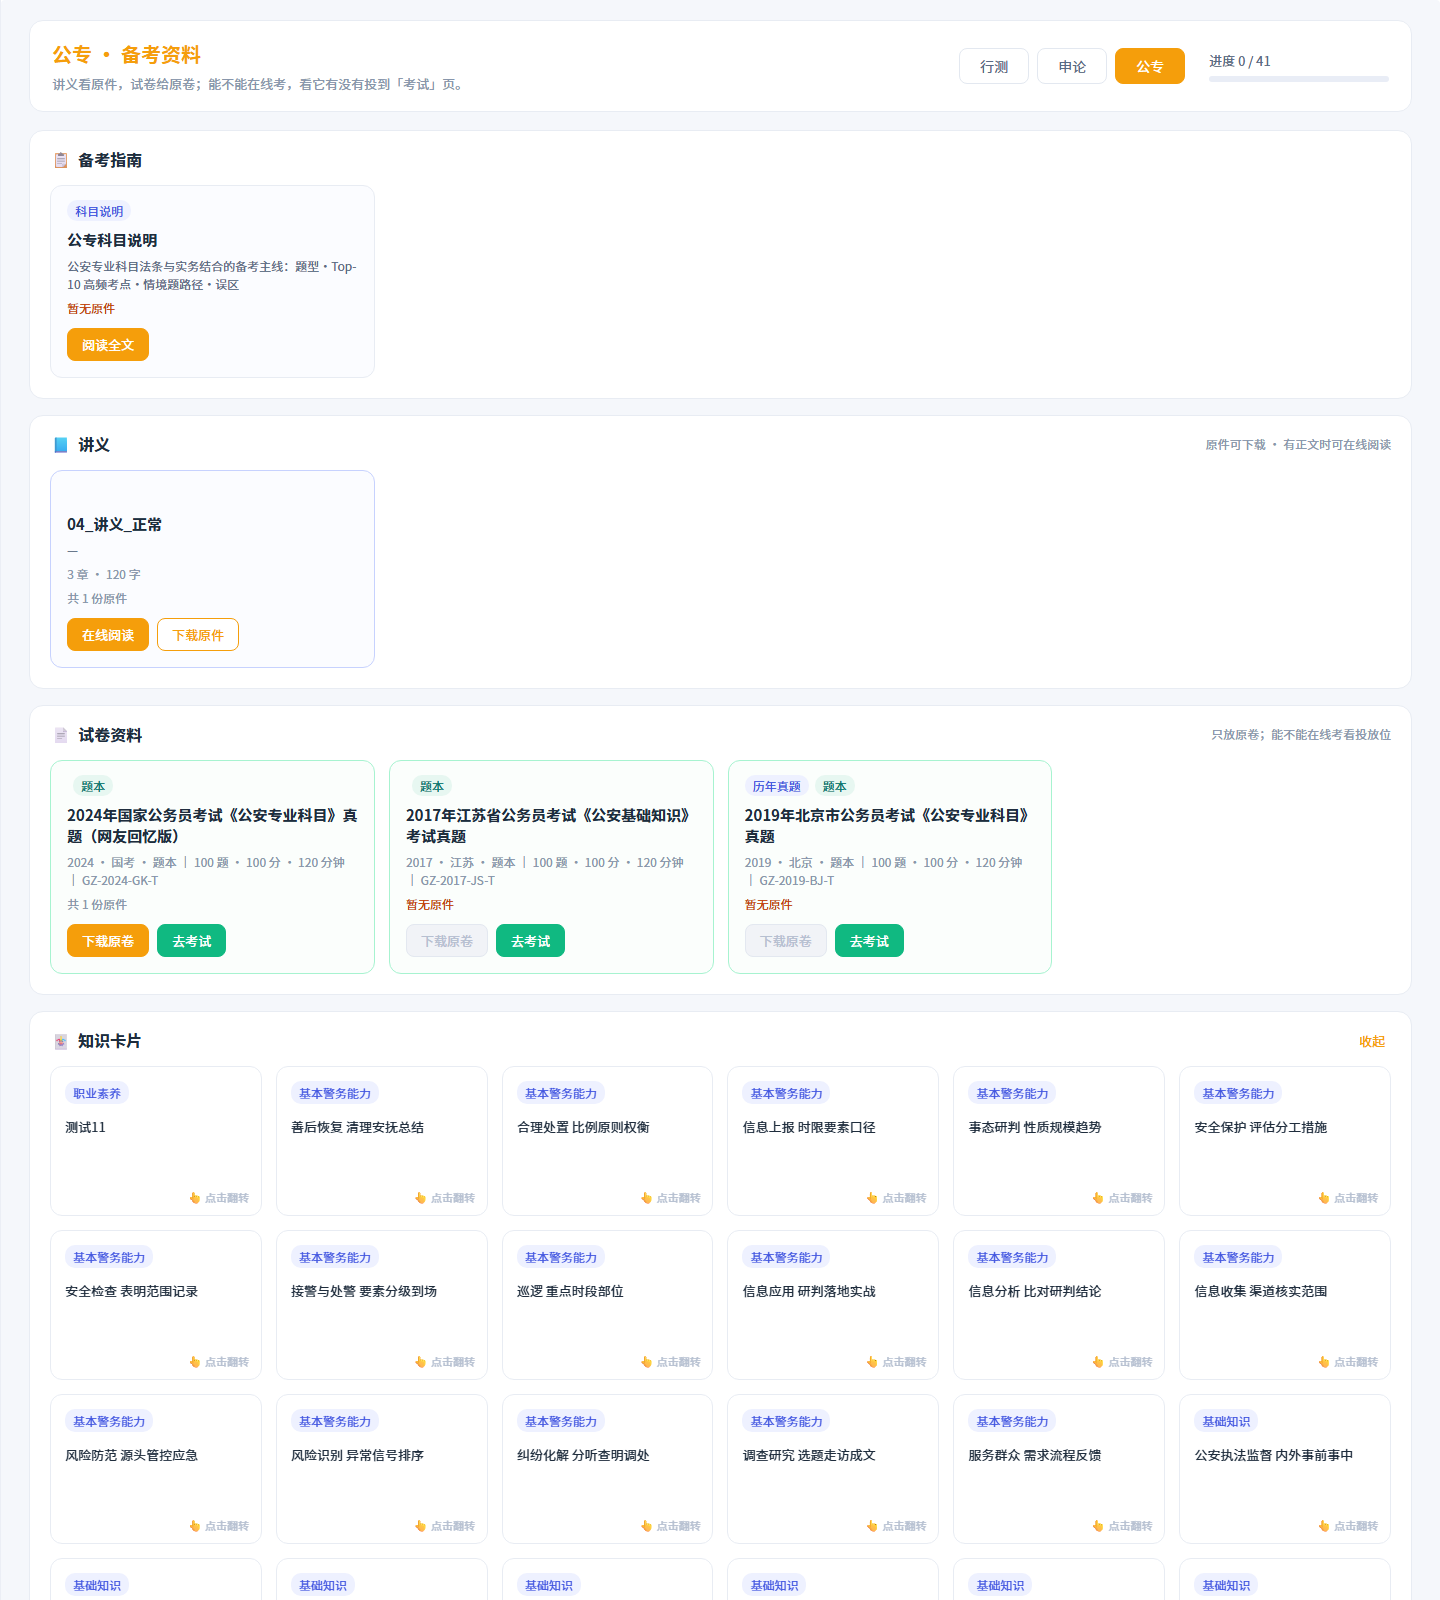 公专 · 备考资料
讲义看原件，试卷给原卷；能不能在线考，看它有没有投到「考试」页。
行测
申论
公专
进度 0 / 41
备考指南
科目说明
公专科目说明
公安专业科目法条与实务结合的备考主线：题型·Top-
10 高频考点·情境题路径·误区
暂无原件
阅读全文
讲义
原件可下载 · 有正文时可在线阅读
04_讲义_正常
—
3 章 · 120 字
共 1 份原件
在线阅读
下载原件
试卷资料
只放原卷；能不能在线考看投放位
题本
2024年国家公务员考试《公安专业科目》真
题（网友回忆版）
2024 · 国考 · 题本 ｜ 100 题 · 100 分 · 120 分钟
｜ GZ-2024-GK-T
共 1 份原件
下载原卷
去考试
题本
2017年江苏省公务员考试《公安基础知识》
考试真题
2017 · 江苏 · 题本 ｜ 100 题 · 100 分 · 120 分钟
｜ GZ-2017-JS-T
暂无原件
下载原卷
去考试
历年真题
题本
2019年北京市公务员考试《公安专业科目》
真题
2019 · 北京 · 题本 ｜ 100 题 · 100 分 · 120 分钟
｜ GZ-2019-BJ-T
暂无原件
下载原卷
去考试
知识卡片
收起
职业素养
测试11
点击翻转
基本警务能力
善后恢复 清理安抚总结
点击翻转
基本警务能力
合理处置 比例原则权衡
点击翻转
基本警务能力
信息上报 时限要素口径
点击翻转
基本警务能力
事态研判 性质规模趋势
点击翻转
基本警务能力
安全保护 评估分工措施
点击翻转
基本警务能力
安全检查 表明范围记录
点击翻转
基本警务能力
接警与处警 要素分级到场
点击翻转
基本警务能力
巡逻 重点时段部位
点击翻转
基本警务能力
信息应用 研判落地实战
点击翻转
基本警务能力
信息分析 比对研判结论
点击翻转
基本警务能力
信息收集 渠道核实范围
点击翻转
基本警务能力
风险防范 源头管控应急
点击翻转
基本警务能力
风险识别 异常信号排序
点击翻转
基本警务能力
纠纷化解 分听查明调处
点击翻转
基本警务能力
调查研究 选题走访成文
点击翻转
基本警务能力
服务群众 需求流程反馈
点击翻转
基础知识
公安执法监督 内外事前事中
点击翻转
基础知识
基础知识
基础知识
基础知识
基础知识
基础知识